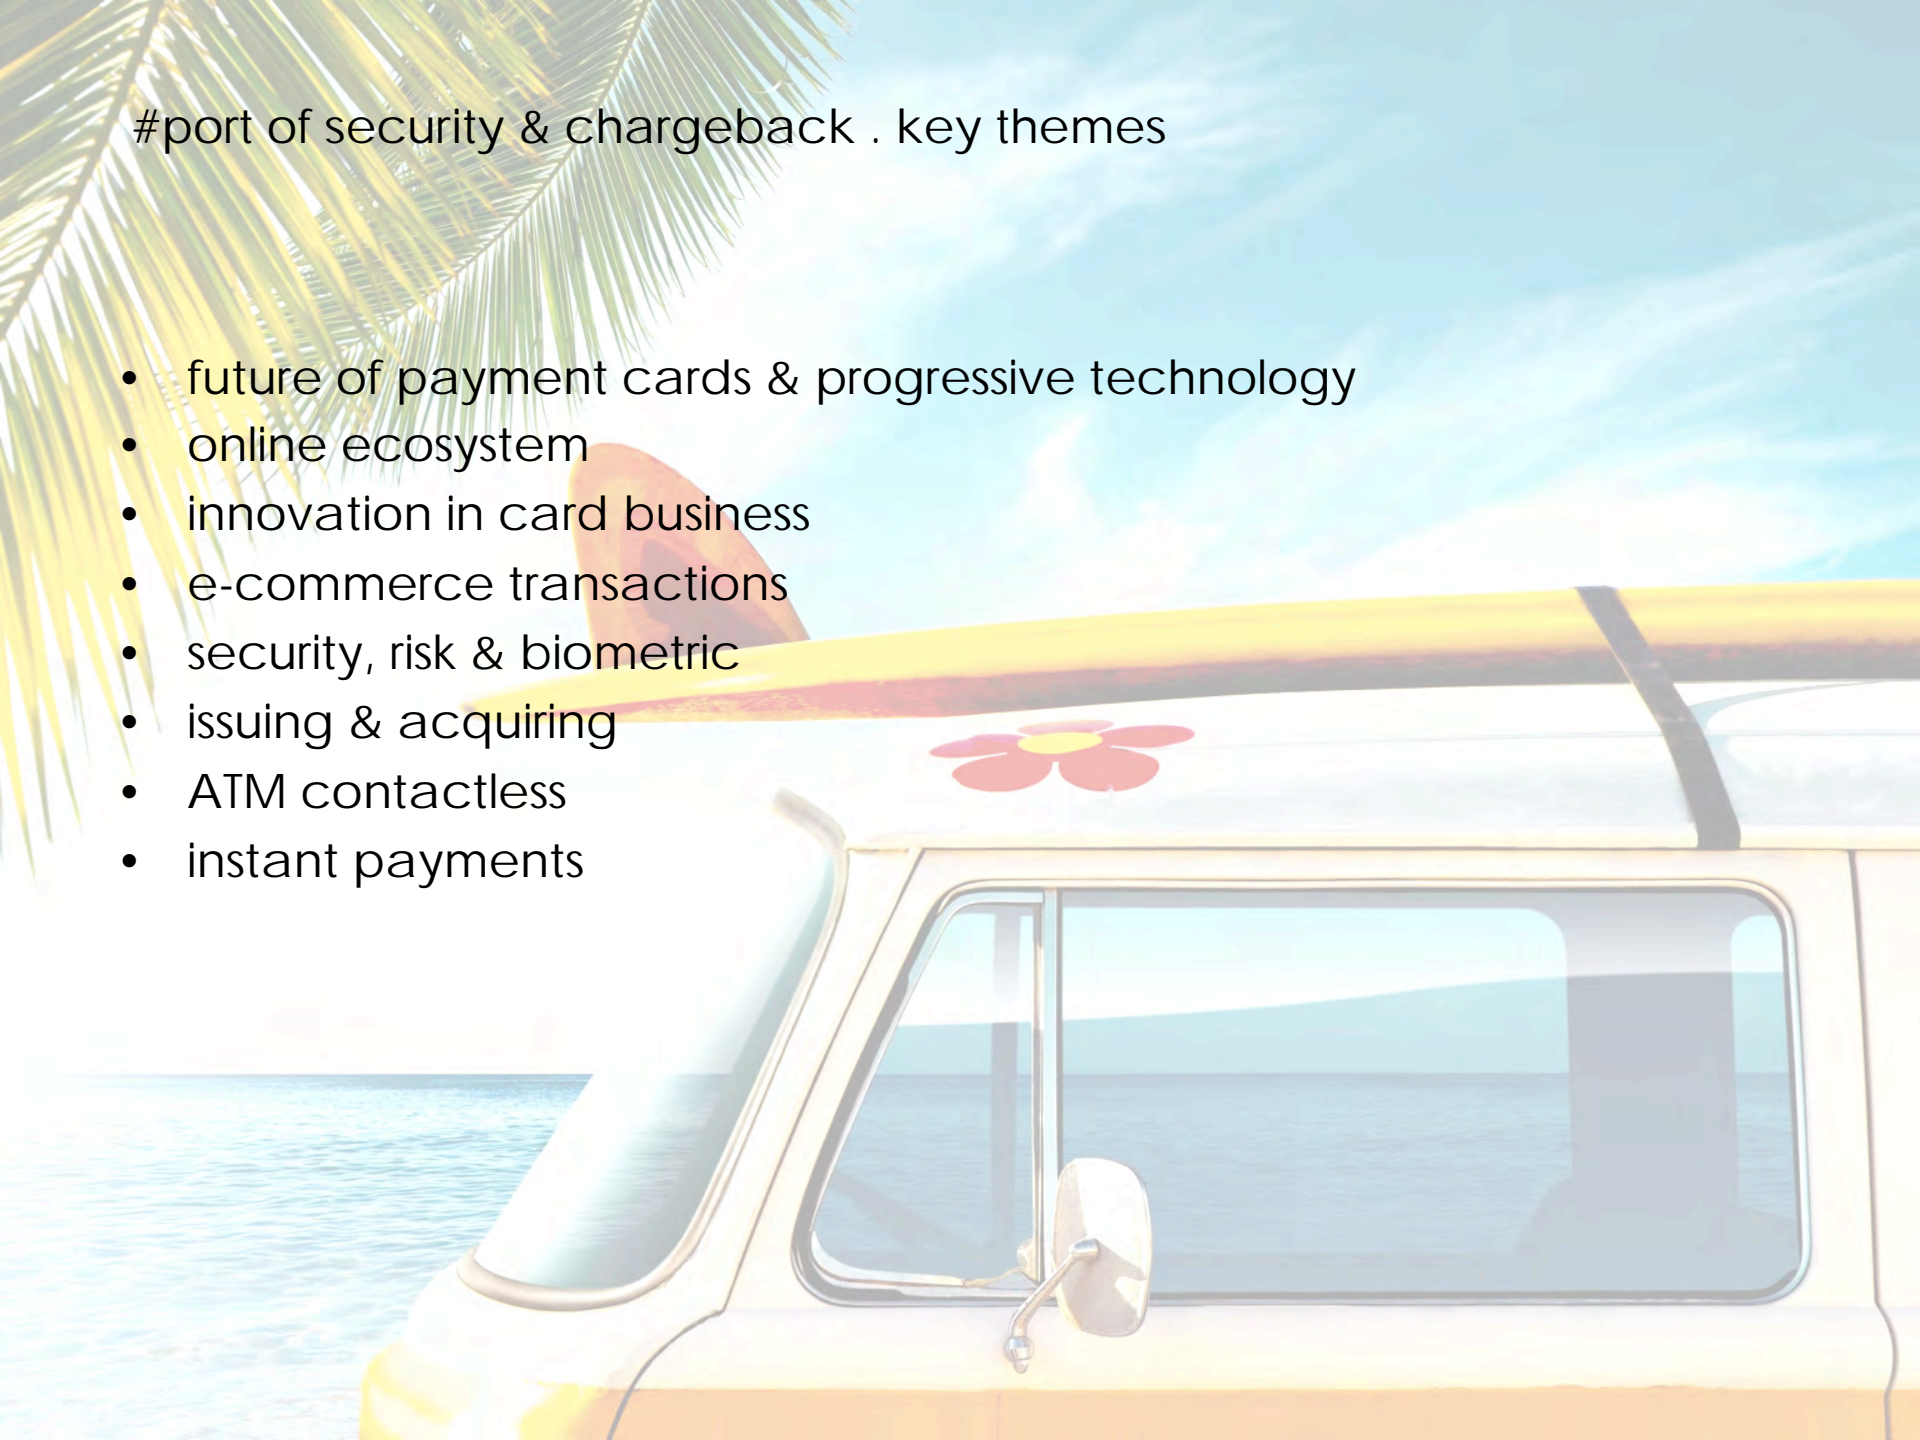 #port of security & chargeback . key themes
• future of payment cards & progressive technology
• online ecosystem
• innovation in card business
• e-commerce transactions
• security, risk & biometric
• issuing & acquiring
• ATM contactless
• instant payments